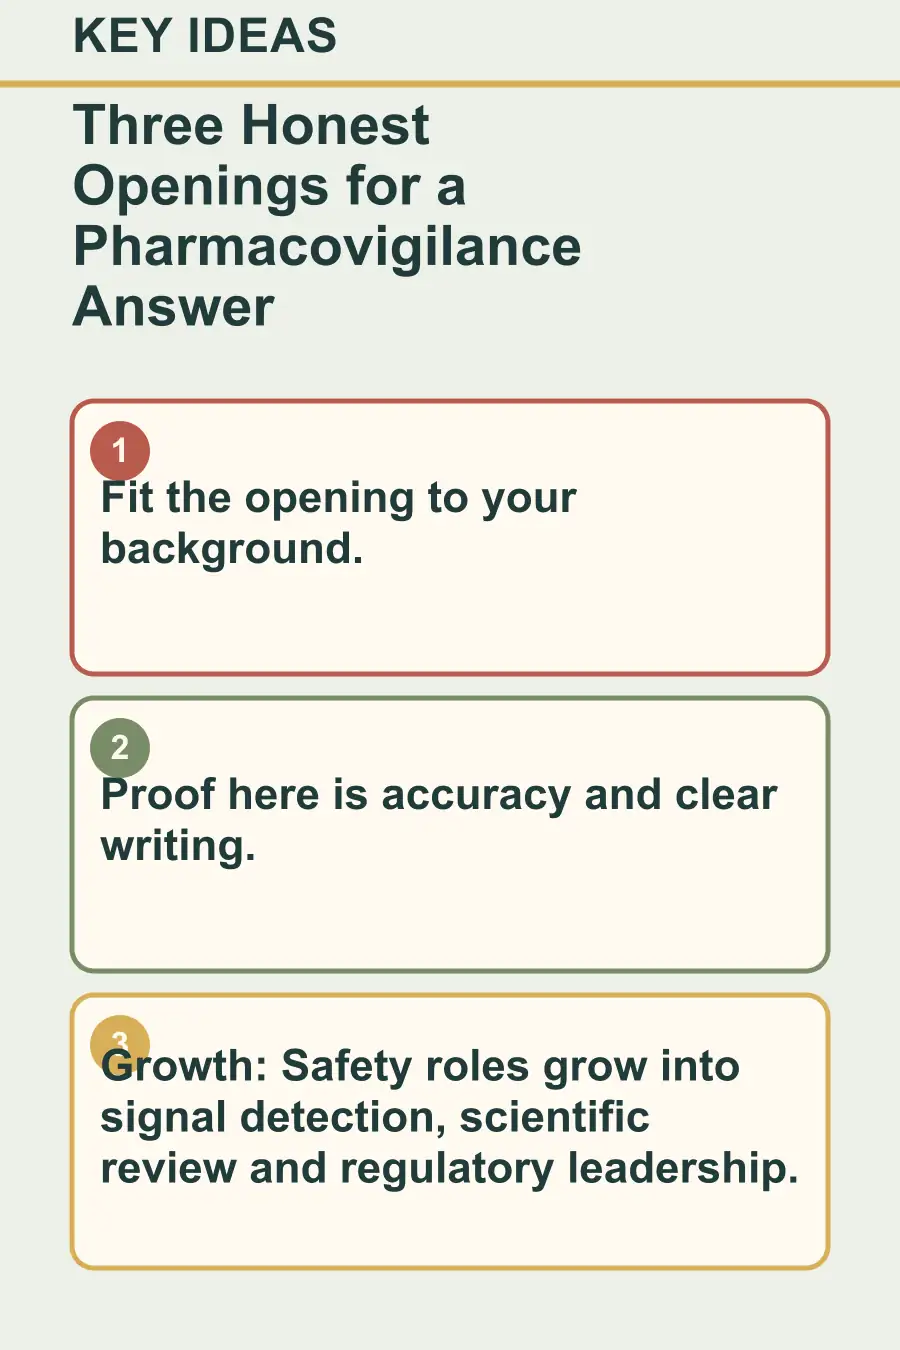 KEY IDEAS
Three Honest
Openings for a
Pharmacovigilance
Answer
1
Fit the opening to your
background.
2
Proof here is accuracy and clear
writing.
3
Growth: Safety roles grow into
signal detection, scientific
review and regulatory leadership.